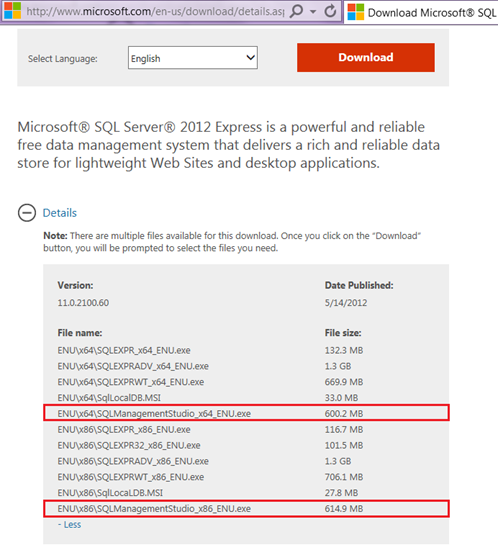 http://www.microsoft.com/en-us/download/details.asp
Download Microsoft® SQL
Select Language:
English
Download
Microsoft® SQL Server® 2012 Express is a powerful and reliable
free data management system that delivers a rich and reliable data
store for lightweight Web Sites and desktop applications.
Details
Note: There are multiple files available for this download. Once you click on the "Download"
button, you will be prompted to select the files you need.
Version: Date Published:
11.0.2100.60 5/14/2012
File name: File size:
ENU\x64\SQLEXPR_x64_ENU.exe 132.3 MB
ENU\x64\SQLEXPRADV_x64_ENU.exe 1.3 GB
ENU\x64\SQLEXPRWT_x64_ENU.exe 669.9 MB
ENU\x64\SqlLocalDB.MSI 33.0 MB
ENU\x64\SQLManagementStudio_x64_ENU.exe 600.2 MB
ENU\x86\SQLEXPR_x86_ENU.exe 116.7 MB
ENU\x86\SQLEXPR32_x86_ENU.exe 101.5 MB
ENU\x86\SQLEXPRADV_x86_ENU.exe 1.3 GB
ENU\x86\SQLEXPRWT_x86_ENU.exe 706.1 MB
ENU\x86\SqlLocaLDB.MSI 27.8 MB
ENU\x86\SQLManagementStudio_x86_ENU.exe 614.9 MB
- Less